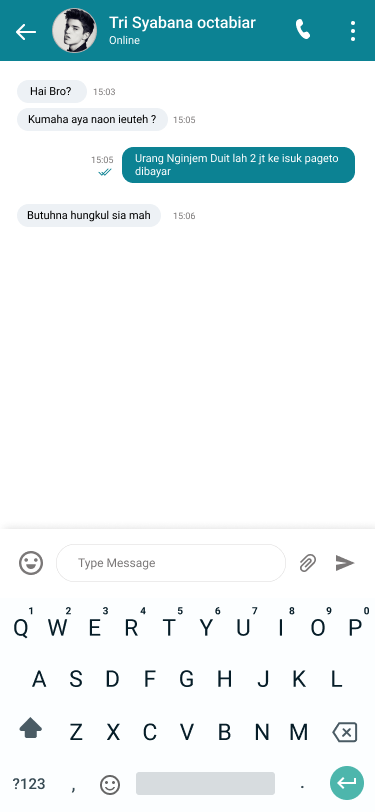 Tri Syabana octabiar
Online
Hai Bro?
15:03
Kumaha aya naon ieuteh ?
15:05
15:05
Urang Nginjem Duit lah 2 jt ke isuk pageto
dibayar
Butuhna hungkul sia mah
15:06
Type Message
1 2 3 4 5 6 7 8 9 0
Q W E R T Y U I O P
A S D F G H J K L
Z X C V B N M
?123 , .